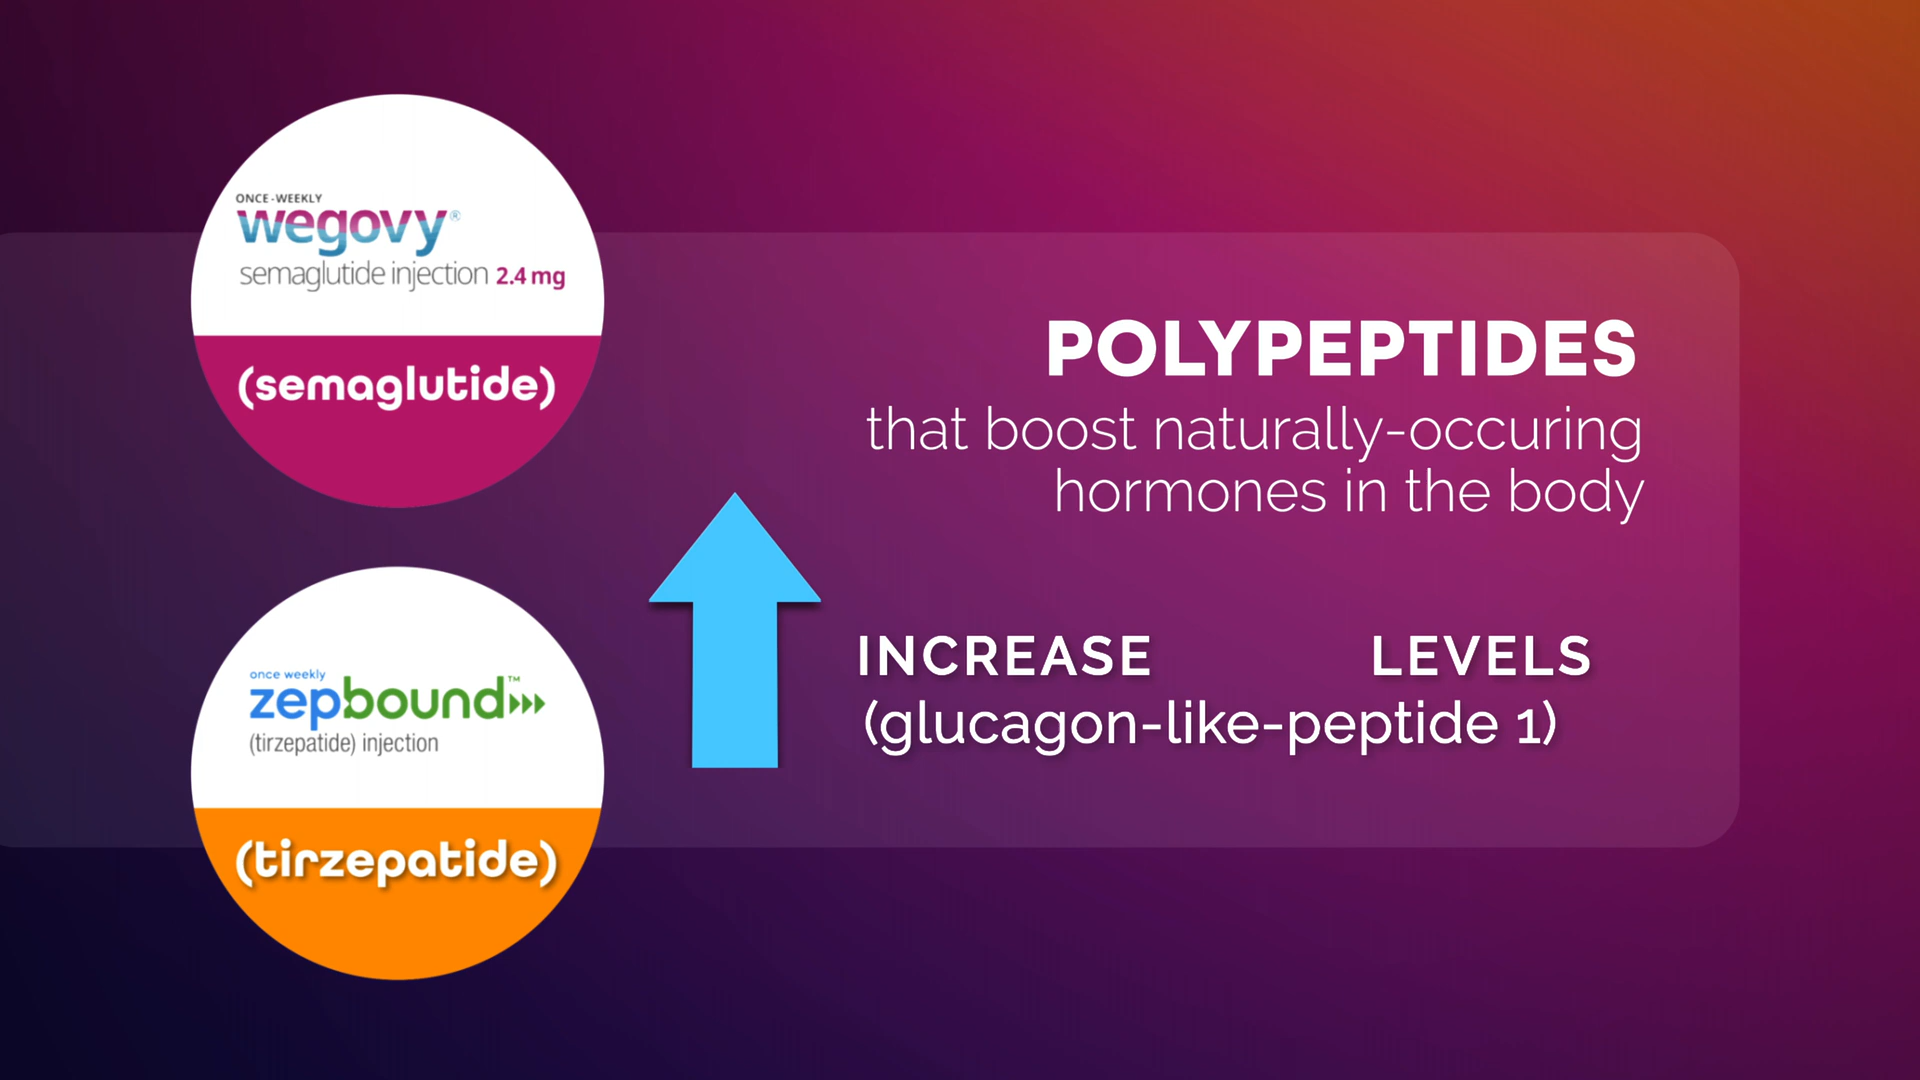 ONCE-WEEKLY
wegovy®
semaglutide injection 2.4 mg
(semaglutide)
POLYPEPTIDES
that boost naturally-occuring
hormones in the body
INCREASE LEVELS
(glucagon-like-peptide 1)
once weekly
zepbound™
(tirzepatide) injection
(tirzepatide)